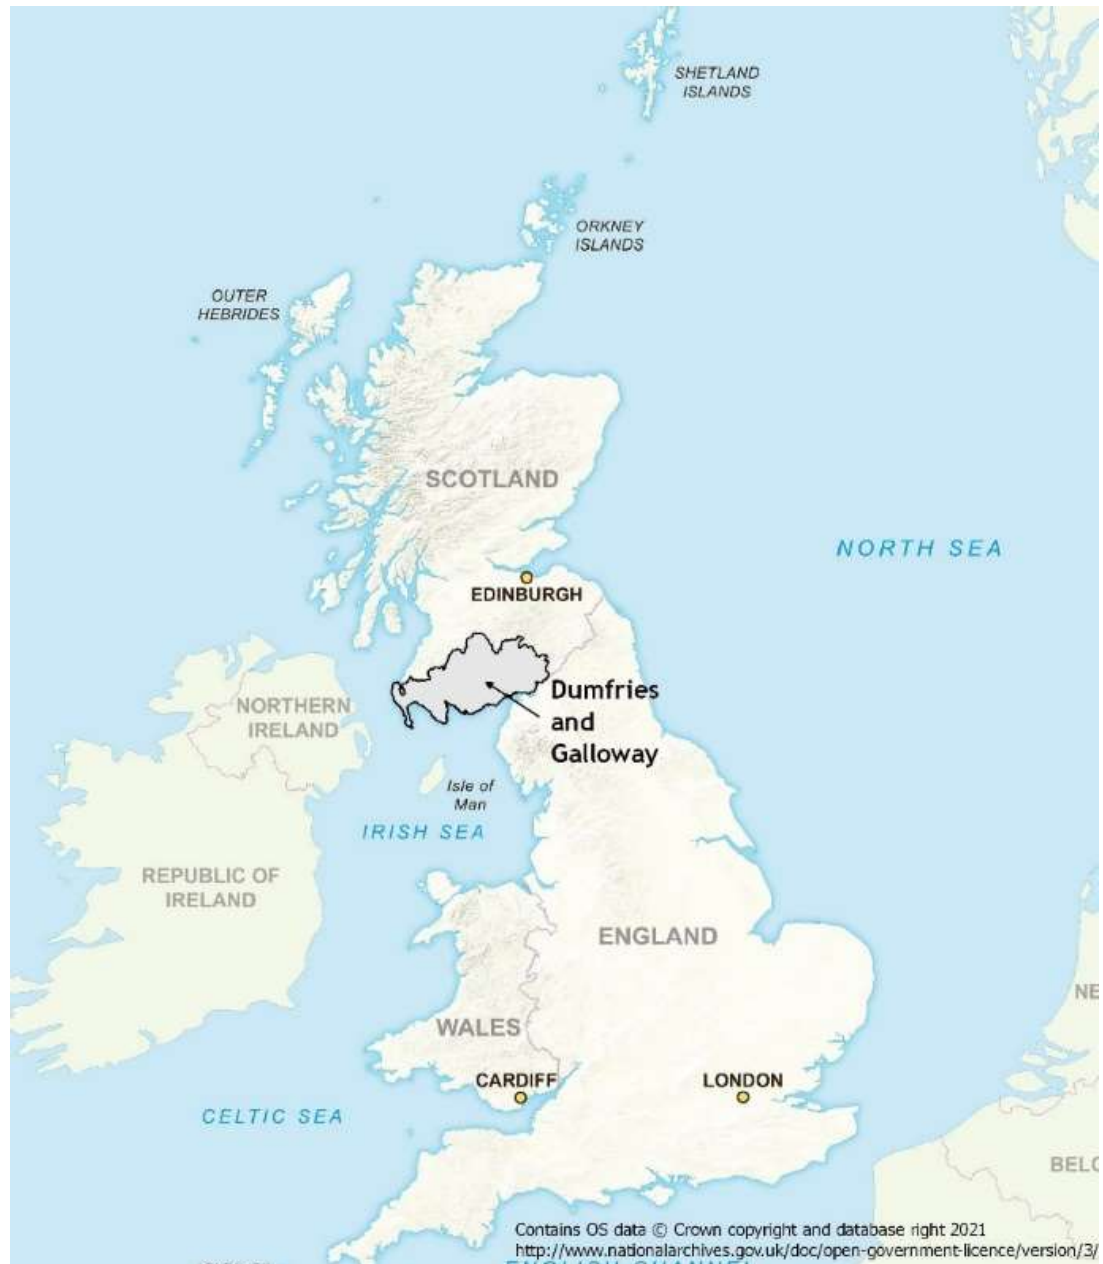 SHETLAND
ISLANDS
ORKNEY
ISLANDS
OUTER
HEBRIDES
SCOTLAND
NORTH SEA
EDINBURGH
Dumfries
and
Galloway
NORTHERN
IRELAND
Isle of
Man
IRISH SEA
REPUBLIC OF
IRELAND
ENGLAND
NE
WALES
CARDIFF
LONDON
CELTIC SEA
BELG
Contains OS data © Crown copyright and database right 2021
http://www.nationalarchives.gov.uk/doc/open-government-licence/version/3/